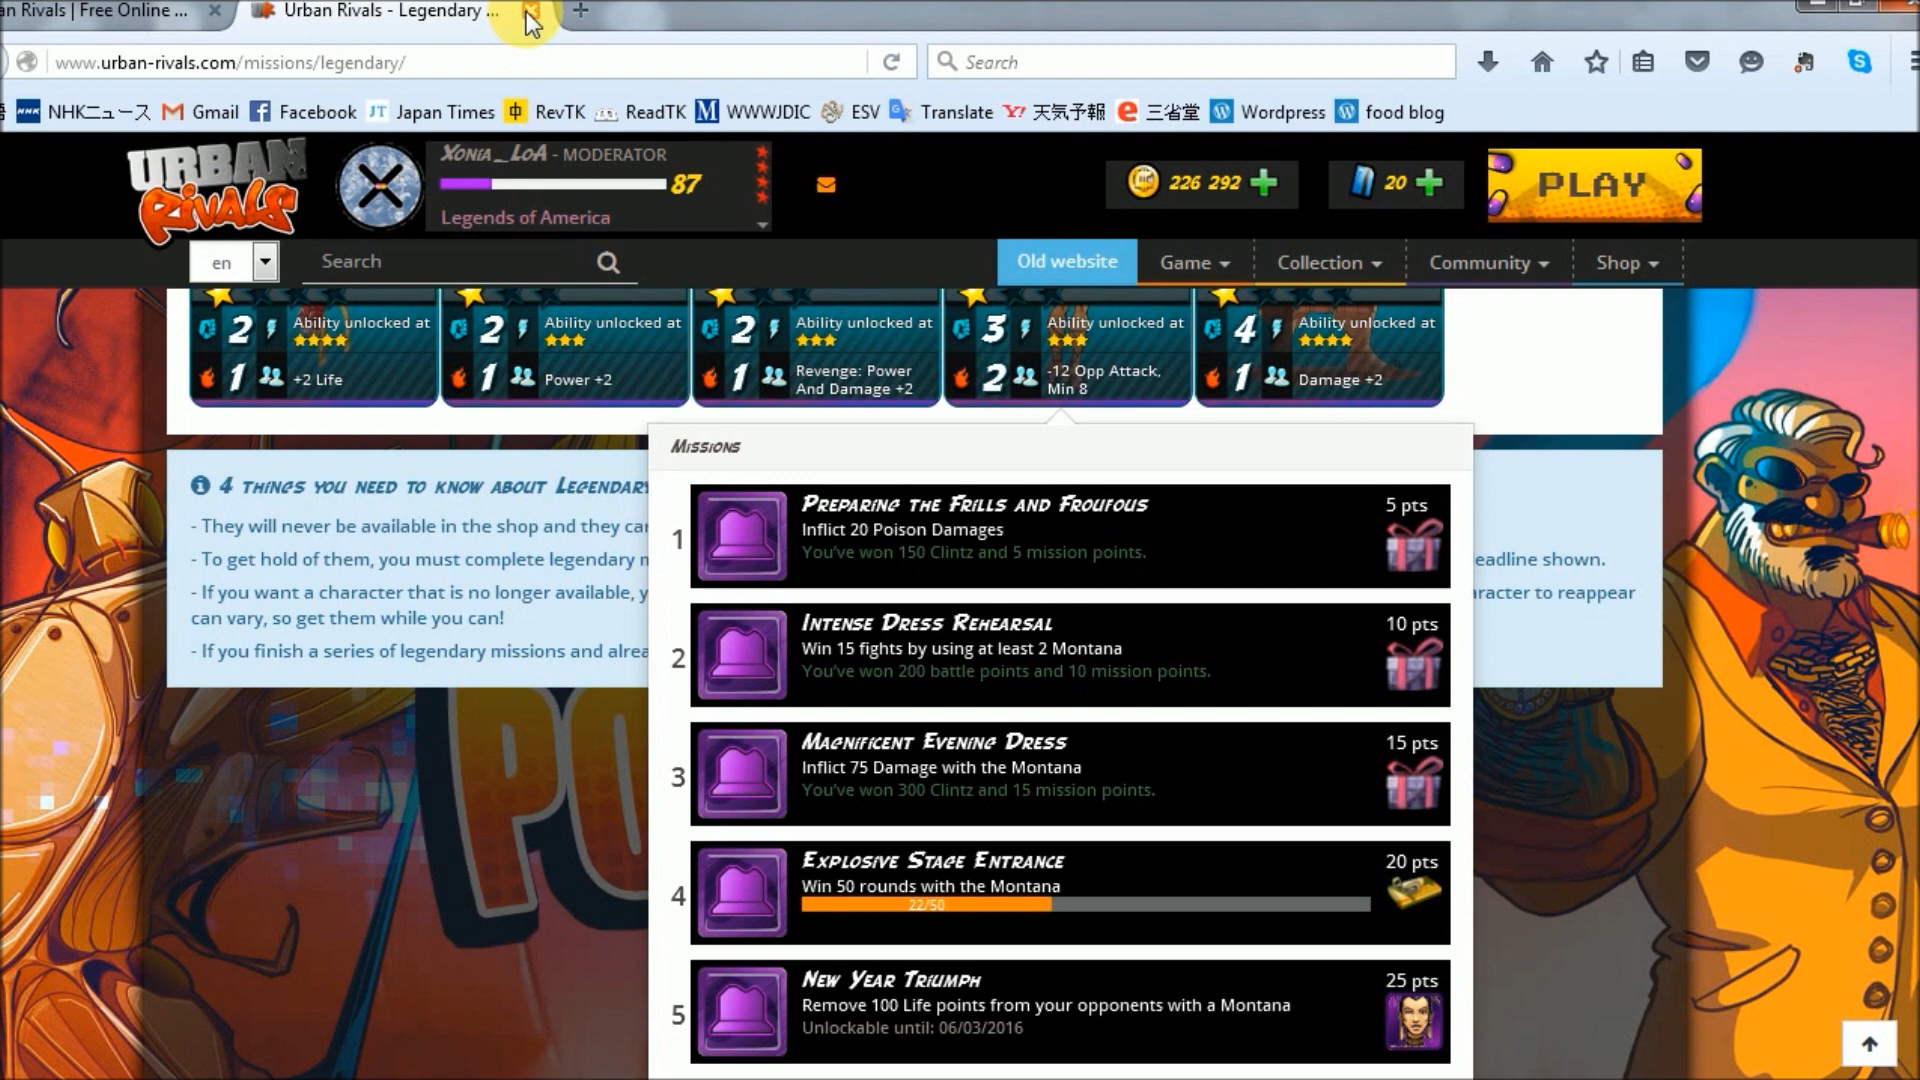 an Rivals | Free Online ...
Urban Rivals - Legendary ...
www.urban-rivals.com/missions/legendary/
Search
NHKニュース Gmail Facebook Japan Times RevTK ReadTK WWWJDIC ESV Translate 天気予報 三省堂 Wordpress food blog
URBAN RIVALS
XONIA_LOA - MODERATOR
87
Legends of America
226 292
20
PLAY
en
Search
Old website
Game
Collection
Community
Shop
2 Ability unlocked at
1 +2 Life
2 Ability unlocked at
1 Power +2
2 Ability unlocked at
1 Revenge: Power
And Damage +2
3 Ability unlocked at
2 -12 Opp Attack,
Min 8
4 Ability unlocked at
1 Damage +2
4 THINGS YOU NEED TO KNOW ABOUT LEGENDARY
- They will never be available in the shop and they car
- To get hold of them, you must complete legendary m
eadline shown.
- If you want a character that is no longer available, y
aracter to reappear
can vary, so get them while you can!
- If you finish a series of legendary missions and alrea
MISSIONS
1
PREPARING THE FRILLS AND FROUFOUS
5 pts
Inflict 20 Poison Damages
You've won 150 Clintz and 5 mission points.
2
INTENSE DRESS REHEARSAL
10 pts
Win 15 fights by using at least 2 Montana
You've won 200 battle points and 10 mission points.
3
MAGNIFICENT EVENING DRESS
15 pts
Inflict 75 Damage with the Montana
You've won 300 Clintz and 15 mission points.
4
EXPLOSIVE STAGE ENTRANCE
20 pts
Win 50 rounds with the Montana
22/50
5
NEW YEAR TRIUMPH
25 pts
Remove 100 Life points from your opponents with a Montana
Unlockable until: 06/03/2016
PO